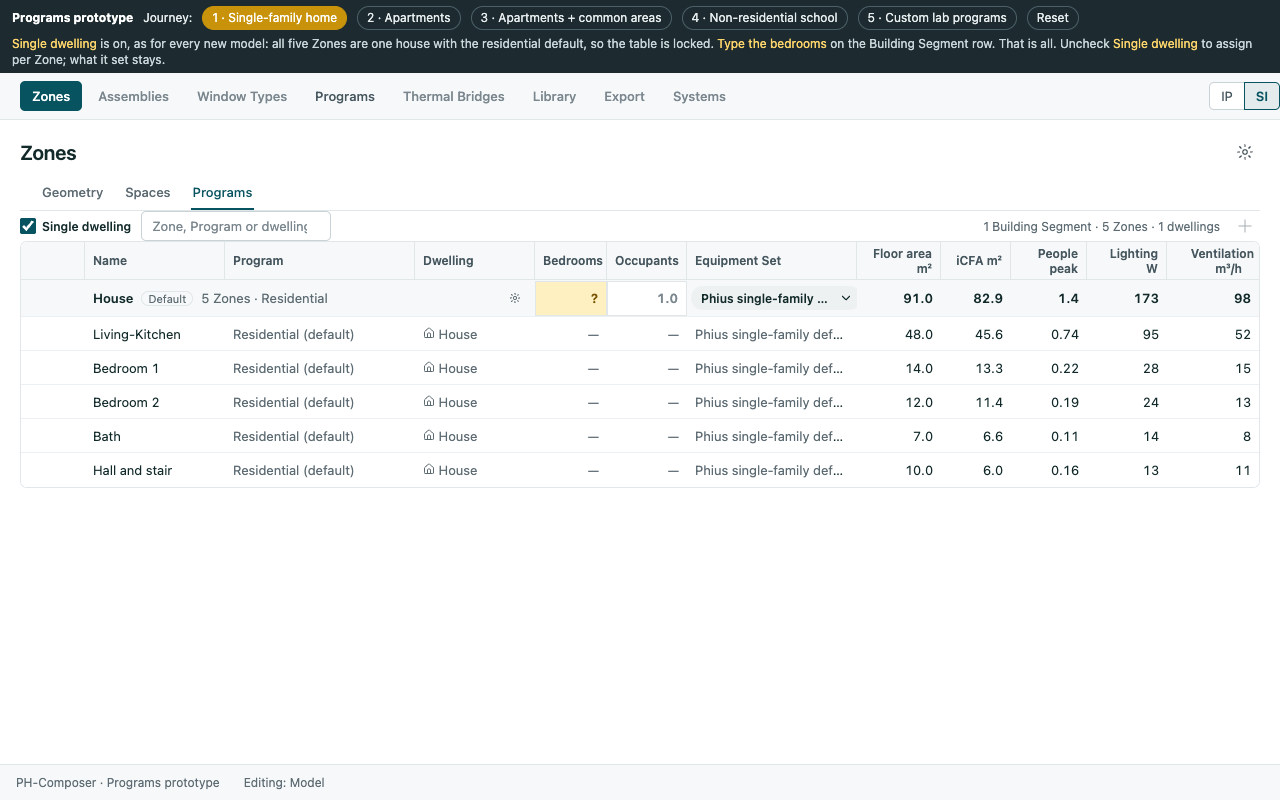 Programs prototype Journey: 1 · Single-family home 2 · Apartments 3 · Apartments + common areas 4 · Non-residential school 5 · Custom lab programs Reset
Single dwelling is on, as for every new model: all five Zones are one house with the residential default, so the table is locked. Type the bedrooms on the Building Segment row. That is all. Uncheck Single dwelling to assign
per Zone; what it set stays.
Zones Assemblies Window Types Programs Thermal Bridges Library Export Systems IP SI
Zones
Geometry Spaces Programs
Single dwelling Zone, Program or dwelling 1 Building Segment · 5 Zones · 1 dwellings
Name Program Dwelling Bedrooms Occupants Equipment Set Floor area m² iCFA m² People peak Lighting W Ventilation m³/h
House Default 5 Zones · Residential ? 1.0 Phius single-family ... 91.0 82.9 1.4 173 98
Living-Kitchen Residential (default) House — — Phius single-family def... 48.0 45.6 0.74 95 52
Bedroom 1 Residential (default) House — — Phius single-family def... 14.0 13.3 0.22 28 15
Bedroom 2 Residential (default) House — — Phius single-family def... 12.0 11.4 0.19 24 13
Bath Residential (default) House — — Phius single-family def... 7.0 6.6 0.11 14 8
Hall and stair Residential (default) House — — Phius single-family def... 10.0 6.0 0.16 13 11
PH-Composer · Programs prototype Editing: Model